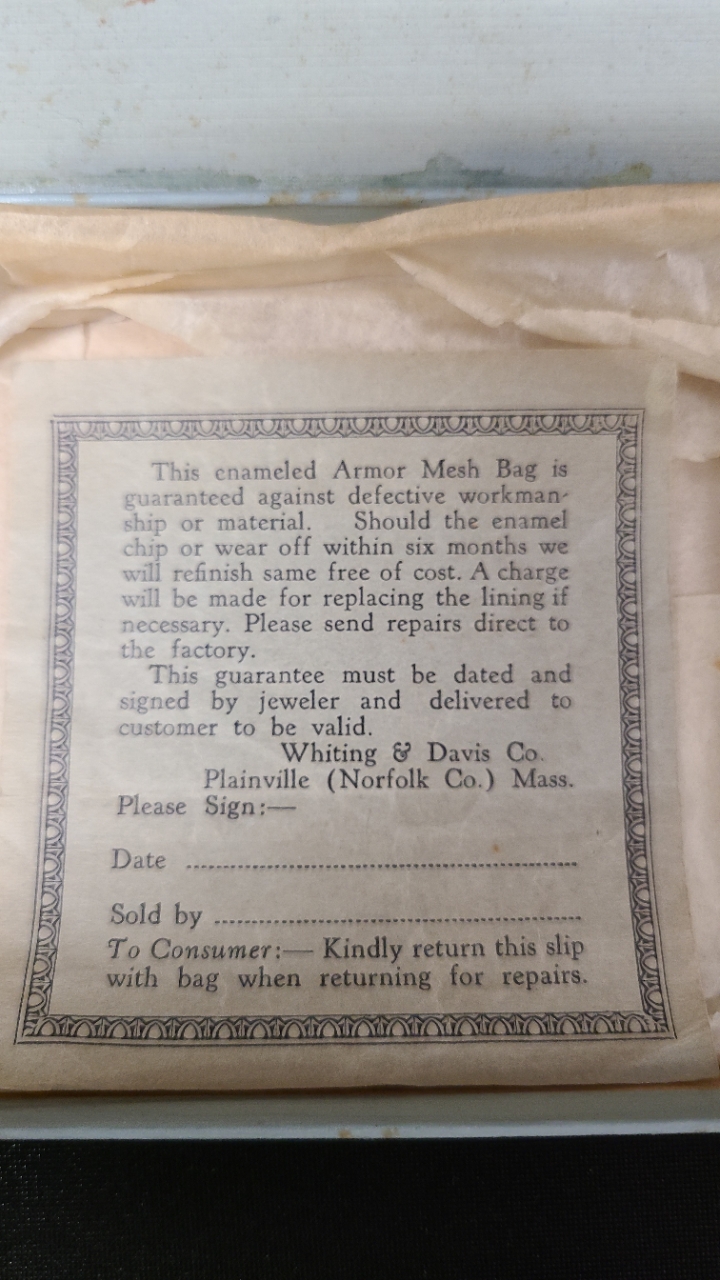 This enameled Armor Mesh Bag is
guaranteed against defective workman-
ship or material. Should the enamel
chip or wear off within six months we
will refinish same free of cost. A charge
will be made for replacing the lining if
necessary. Please send repairs direct to
the factory.
This guarantee must be dated and
signed by jeweler and delivered to
customer to be valid.
Whiting & Davis Co.
Plainville (Norfolk Co.) Mass.
Please Sign:—
Date ........................................................
Sold by ....................................................
To Consumer:— Kindly return this slip
with bag when returning for repairs.